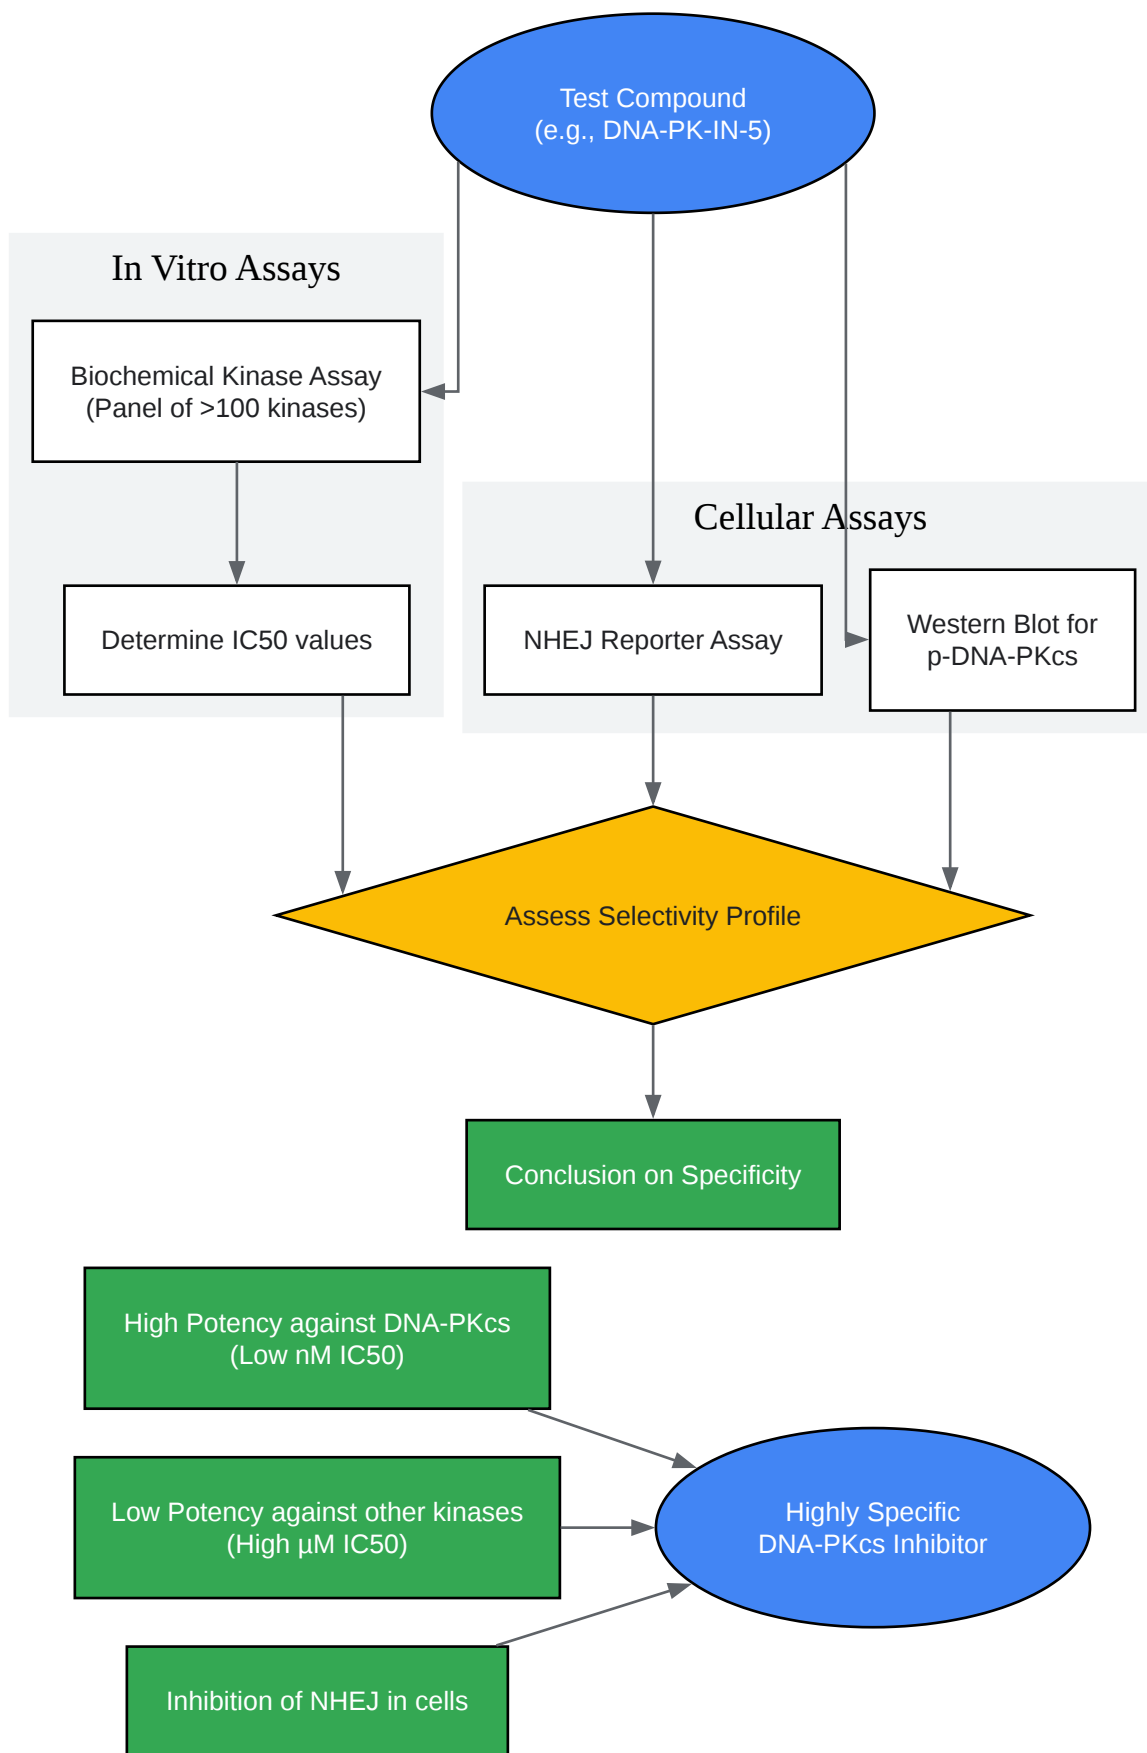 Test Compound
(e.g., DNA-PK-IN-5)
In Vitro Assays
Biochemical Kinase Assay
(Panel of >100 kinases)
Determine IC50 values
Cellular Assays
NHEJ Reporter Assay
Western Blot for
p-DNA-PKcs
Assess Selectivity Profile
Conclusion on Specificity
High Potency against DNA-PKcs
(Low nM IC50)
Low Potency against other kinases
(High µM IC50)
Inhibition of NHEJ in cells
Highly Specific
DNA-PKcs Inhibitor